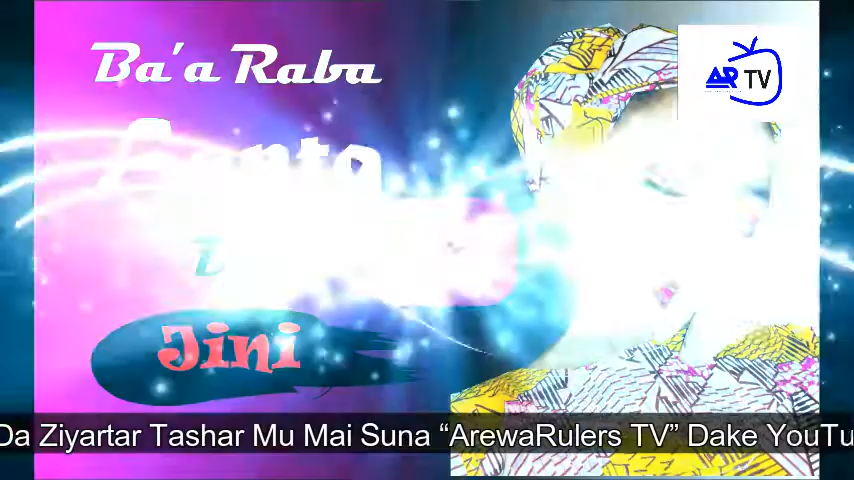 Ba'a Raba
Jini
AR TV
Da Ziyartar Tashar Mu Mai Suna “ArewaRulers TV” Dake YouTu